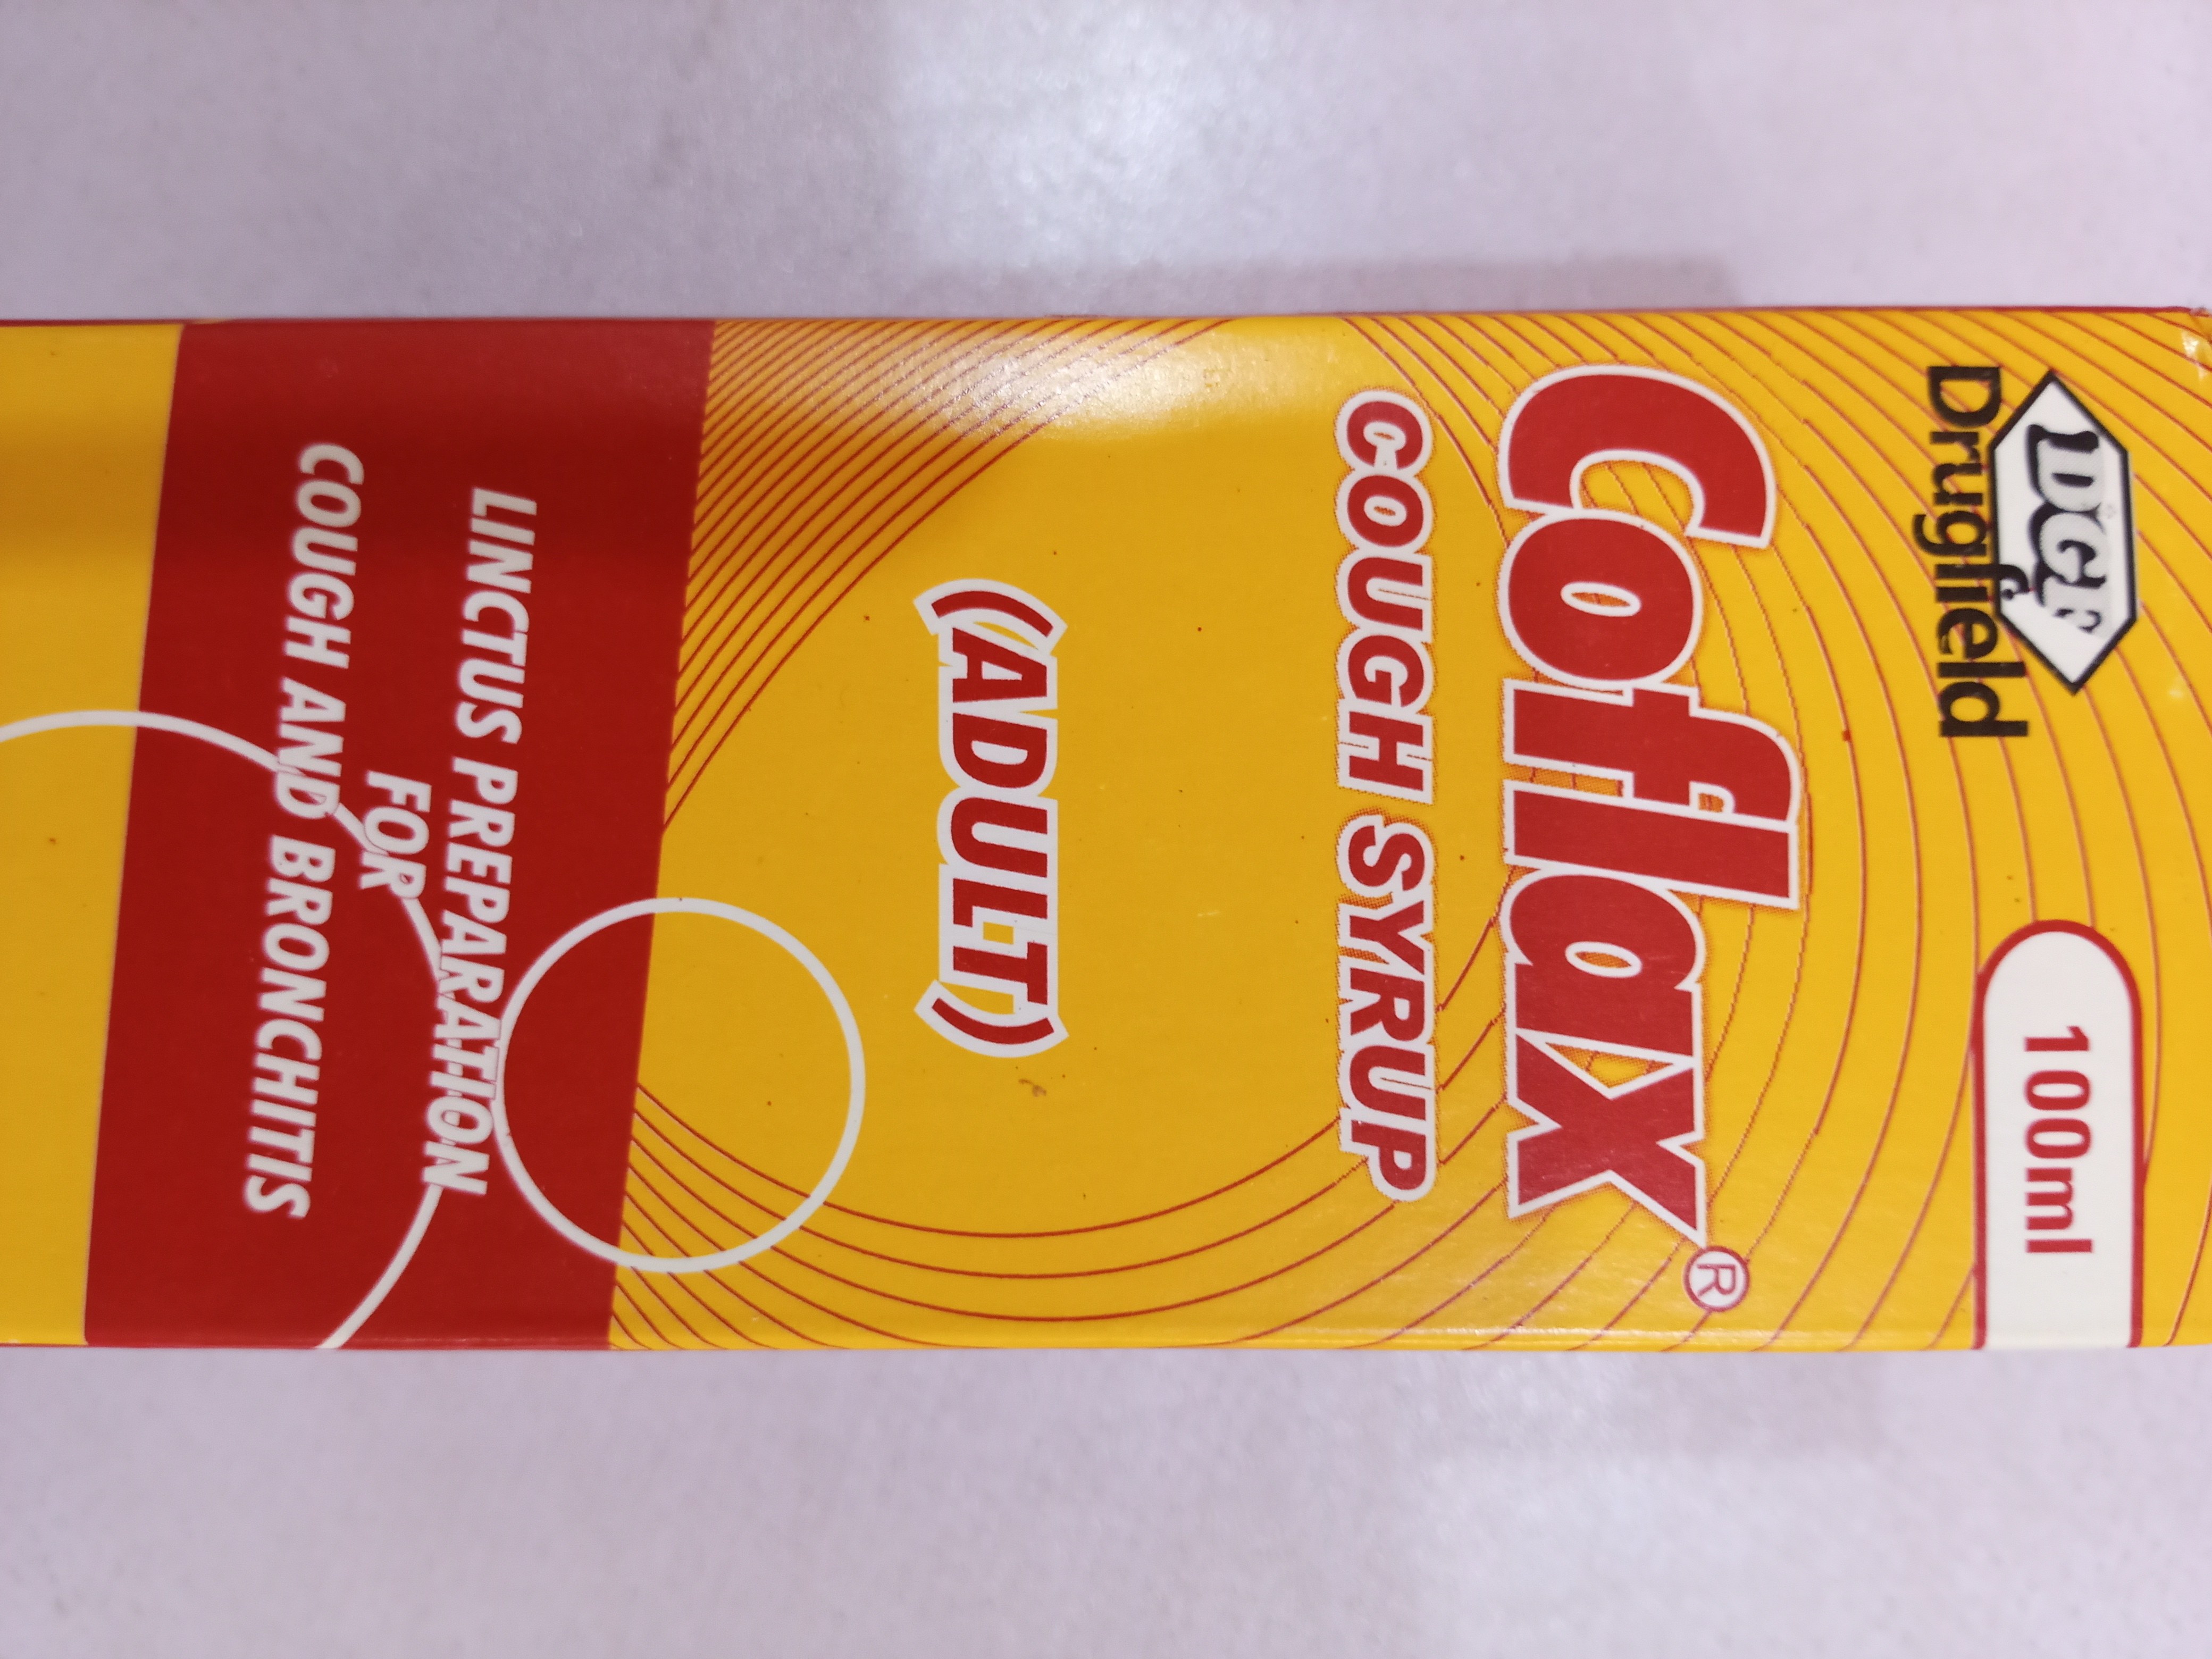 DGF
Drugfield
100ml
Coflax®
COUGH SYRUP
(ADULT)
LINCTUS PREPARATION
FOR
COUGH AND BRONCHITIS